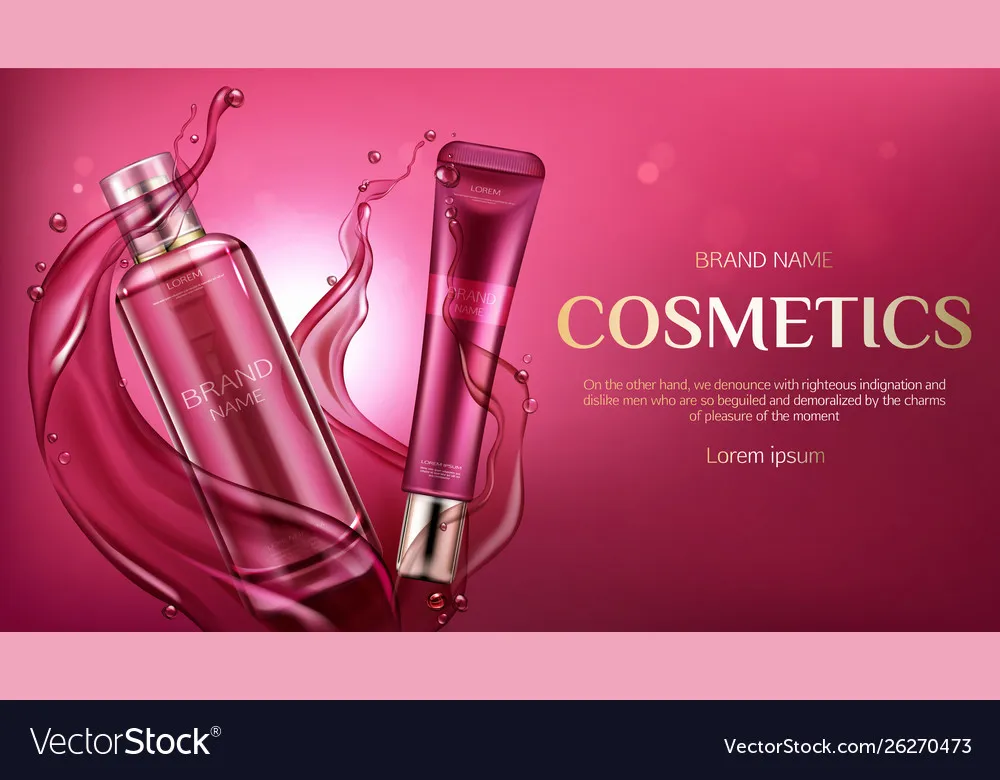 LOREM
BRAND
NAME
LOREM
BRAND
NAME
LOREM IPSUM
BRAND NAME
COSMETICS
On the other hand, we denounce with righteous indignation and
dislike men who are so beguiled and demoralized by the charms
of pleasure of the moment
Lorem ipsum
VectorStock®
VectorStock.com/26270473